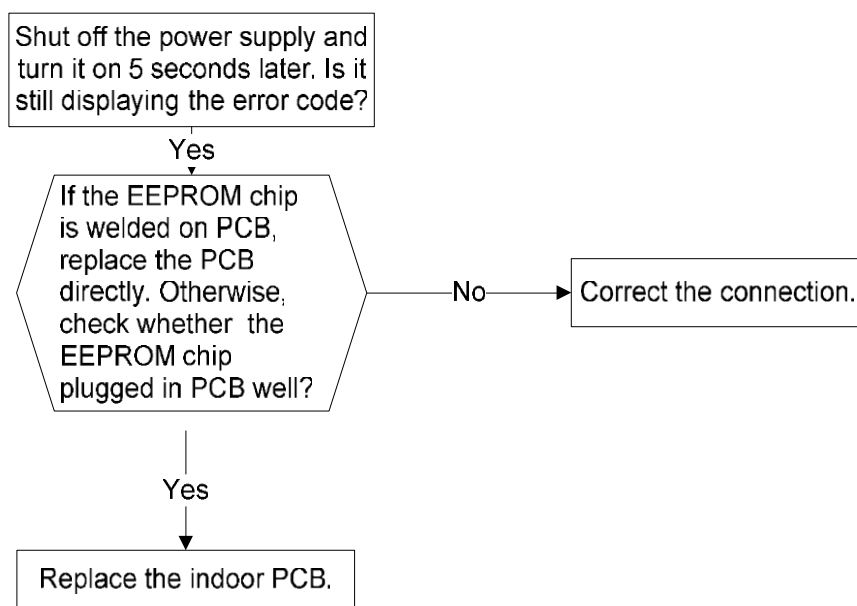 Shut off the power supply and
turn it on 5 seconds later. Is it
still displaying the error code?
Yes
If the EEPROM chip
is welded on PCB,
replace the PCB
directly. Otherwise,
check whether the
EEPROM chip
plugged in PCB well?
No
Correct the connection.
Yes
Replace the indoor PCB.